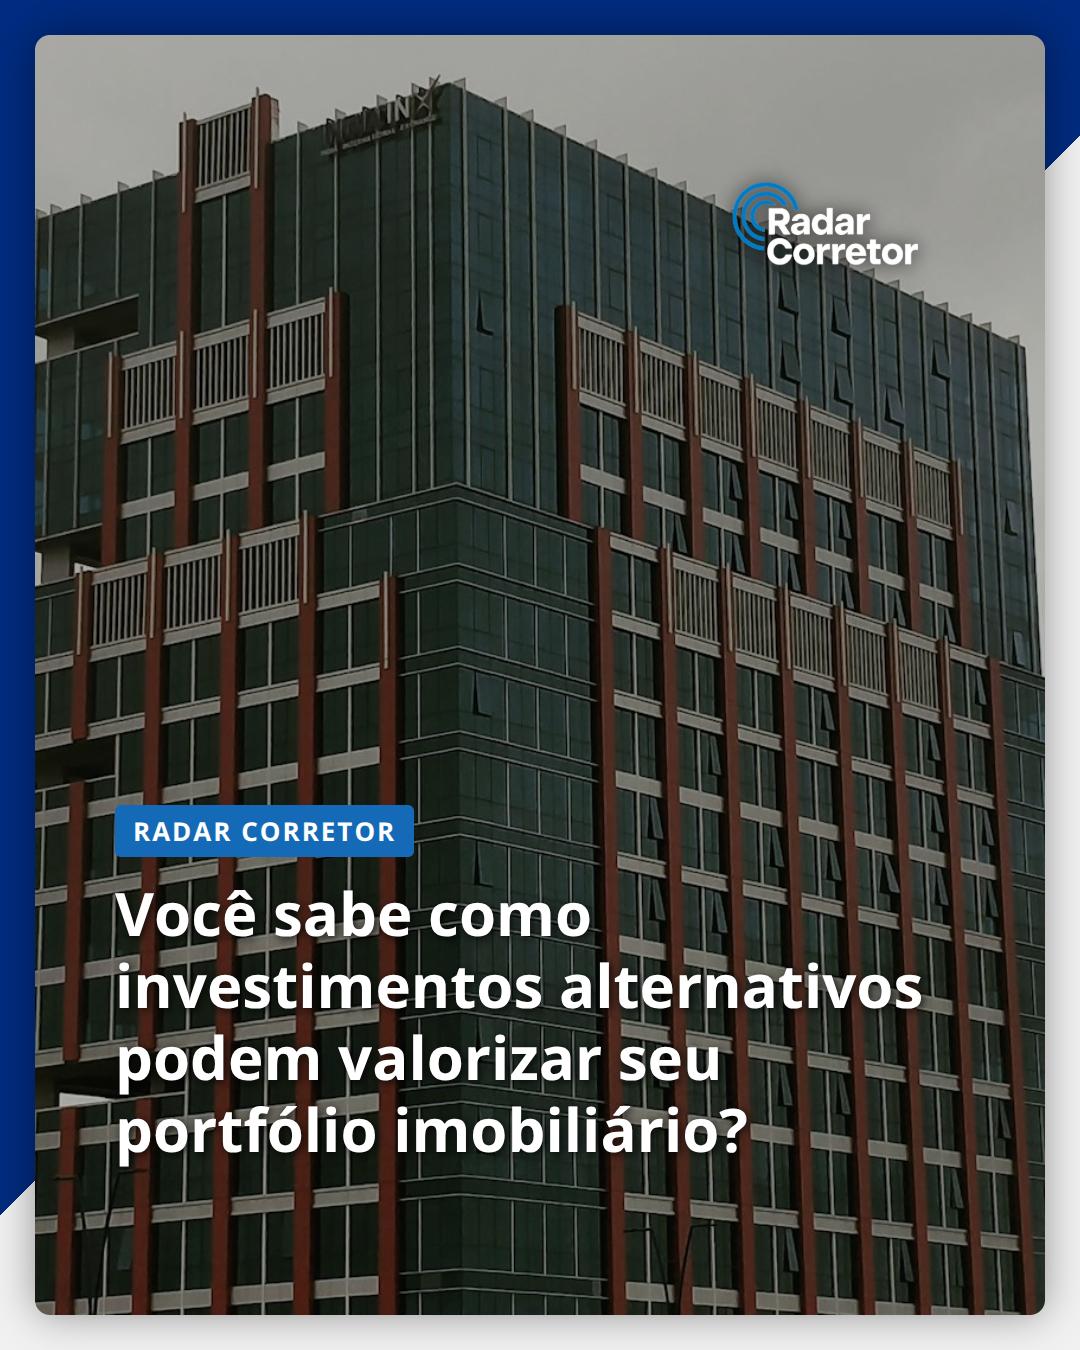 Radar
Corretor
RADAR CORRETOR
Você sabe como
investimentos alternativos
podem valorizar seu
portfólio imobiliário?